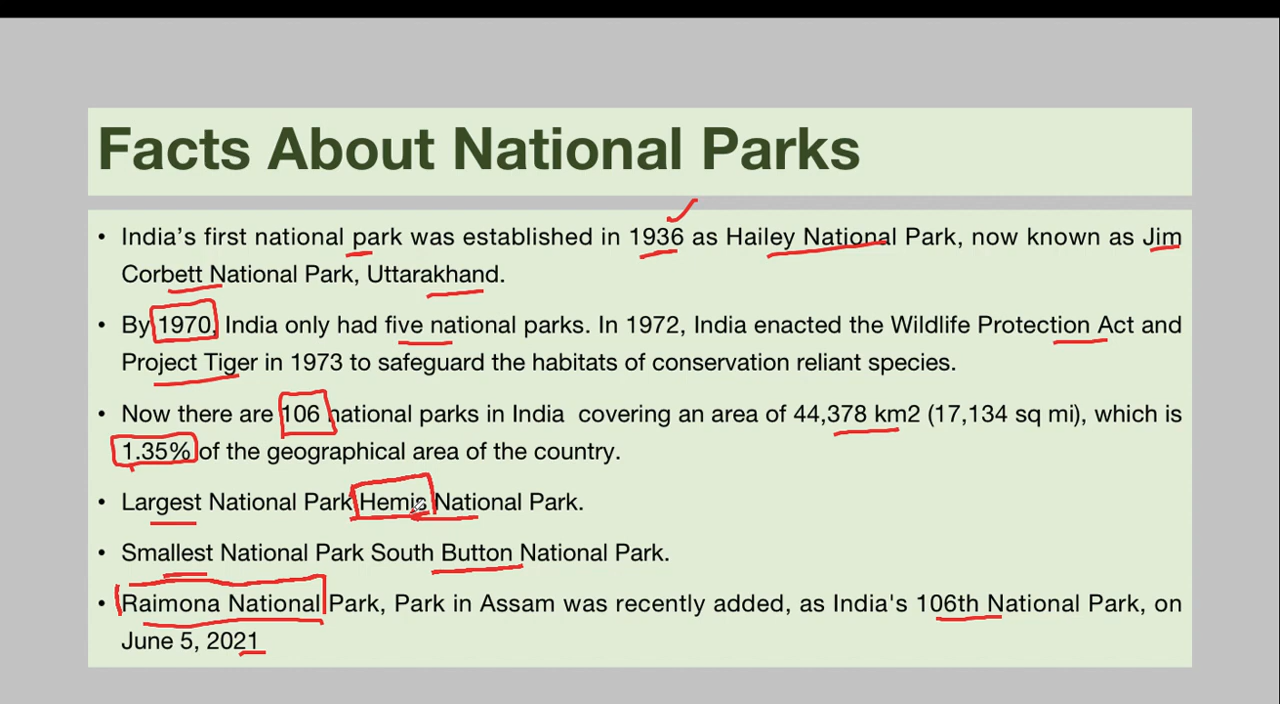 Facts About National Parks
• India's first national park was established in 1936 as Hailey National Park, now known as Jim
Corbett National Park, Uttarakhand.
• By 1970, India only had five national parks. In 1972, India enacted the Wildlife Protection Act and
Project Tiger in 1973 to safeguard the habitats of conservation reliant species.
• Now there are 106 national parks in India covering an area of 44,378 km2 (17,134 sq mi), which is
1.35% of the geographical area of the country.
• Largest National Park Hemis National Park.
• Smallest National Park South Button National Park.
• Raimona National Park, Park in Assam was recently added, as India's 106th National Park, on
June 5, 2021